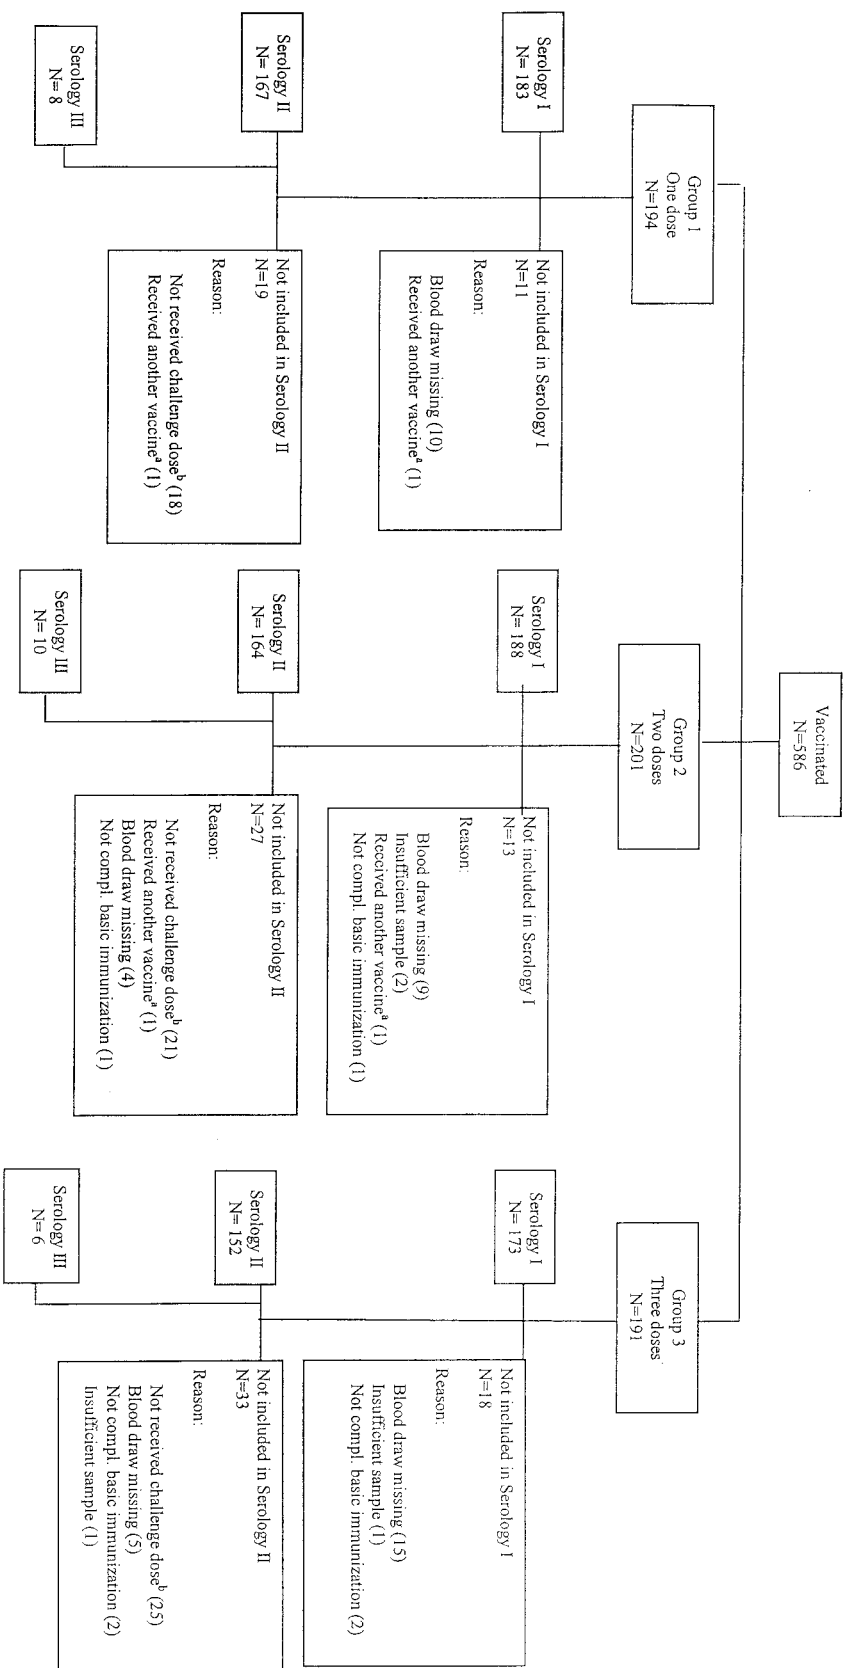 Vaccinated
N=586
Group 1
One dose
N=194
Serology I
N= 183
Not included in Serology I
N=11
Reason:
Blood draw missing (10)
Received another vaccineᵃ (1)
Serology II
N= 167
Not included in Serology II
N=19
Reason:
Not received challenge doseᵇ (18)
Received another vaccineᵃ (1)
Serology III
N= 8
Group 2
Two doses
N=201
Serology I
N= 188
Not included in Serology I
N=13
Reason:
Blood draw missing (9)
Insufficient sample (2)
Received another vaccineᵃ (1)
Not compl. basic immunization (1)
Serology II
N= 164
Not included in Serology II
N=27
Reason:
Not received challenge doseᵇ (21)
Received another vaccineᵃ (1)
Blood draw missing (4)
Not compl. basic immunization (1)
Serology III
N= 10
Group 3
Three doses
N=191
Serology I
N= 173
Not included in Serology I
N=18
Reason:
Blood draw missing (15)
Insufficient sample (1)
Not compl. basic immunization (2)
Serology II
N= 152
Not included in Serology II
N=33
Reason:
Not received challenge doseᵇ (25)
Blood draw missing (5)
Not compl. basic immunization (2)
Insufficient sample (1)
Serology III
N= 6